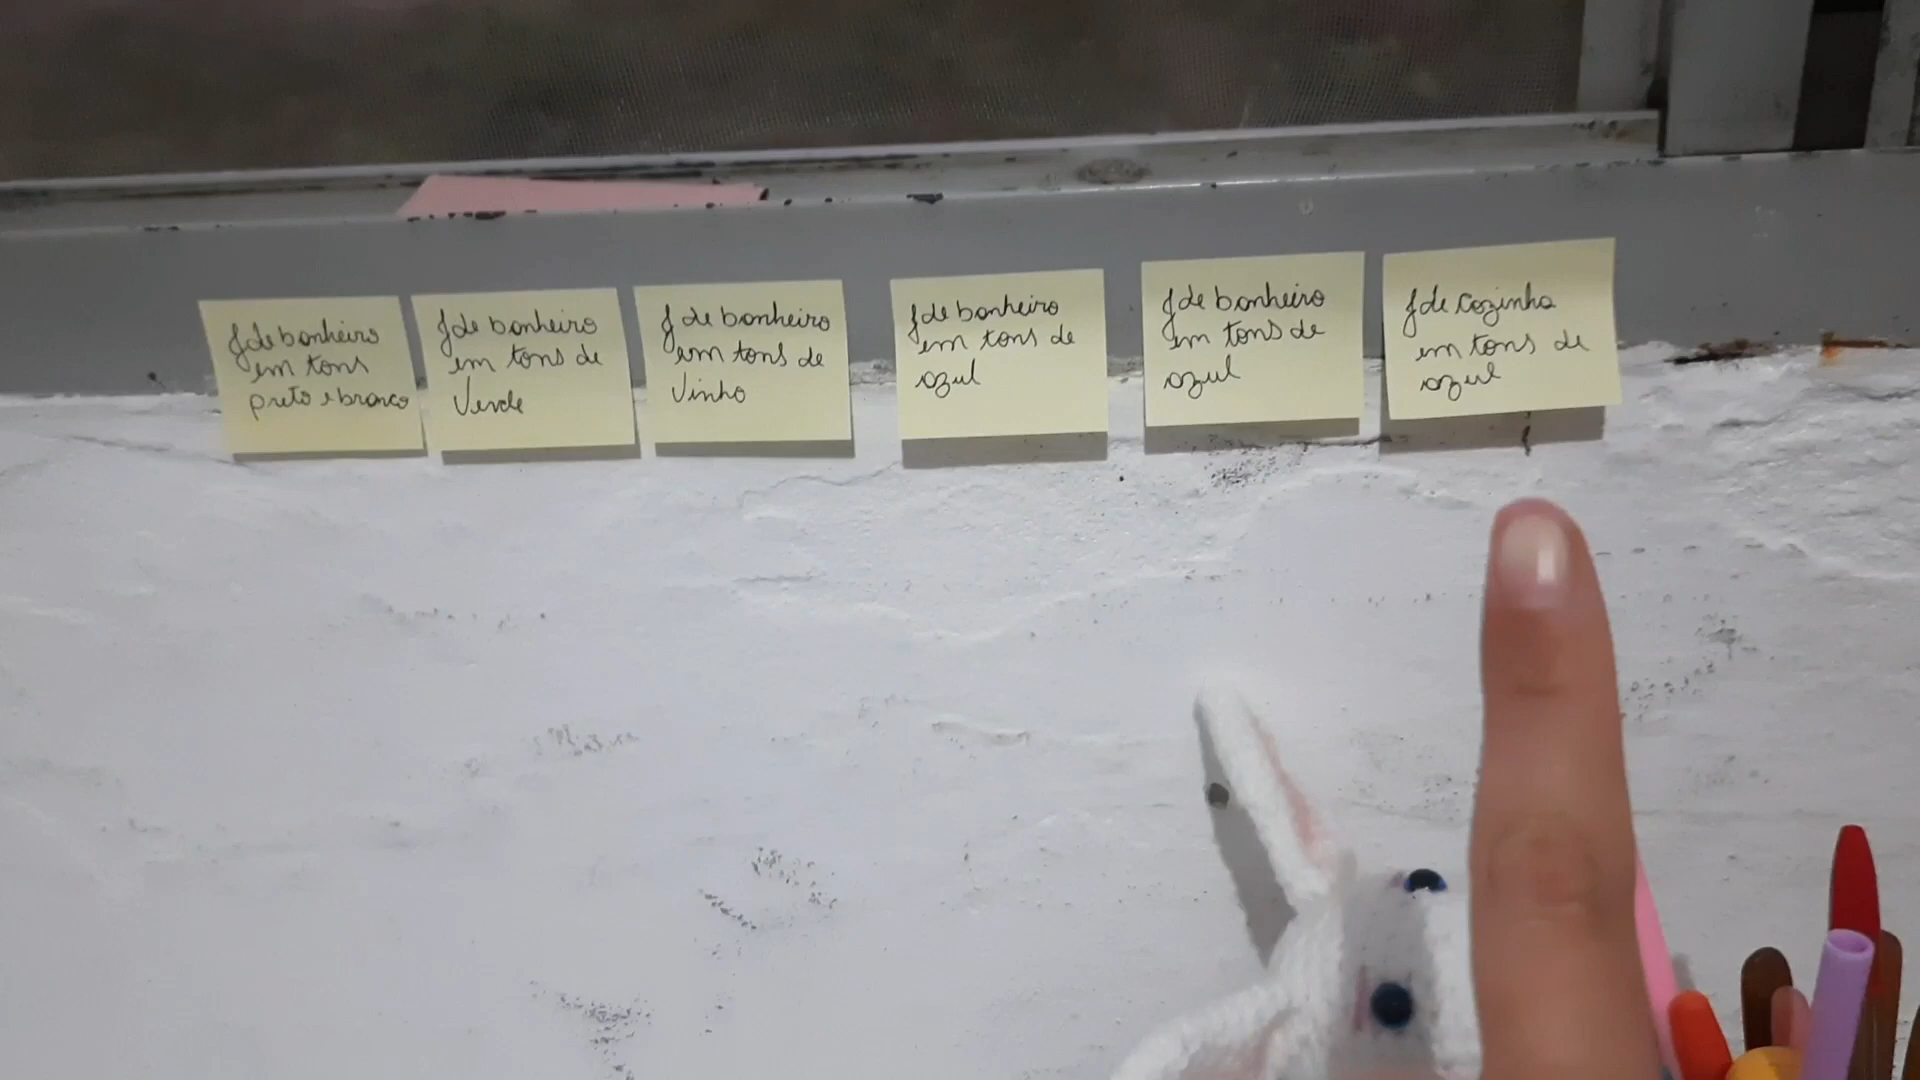 J de banheiro
em tons
preto e branco
J de banheiro
em tons de
Verde
J de banheiro
em tons de
Vinho
J de banheiro
em tons de
azul
J de banheiro
em tons de
azul
J de cozinha
em tons de
azul